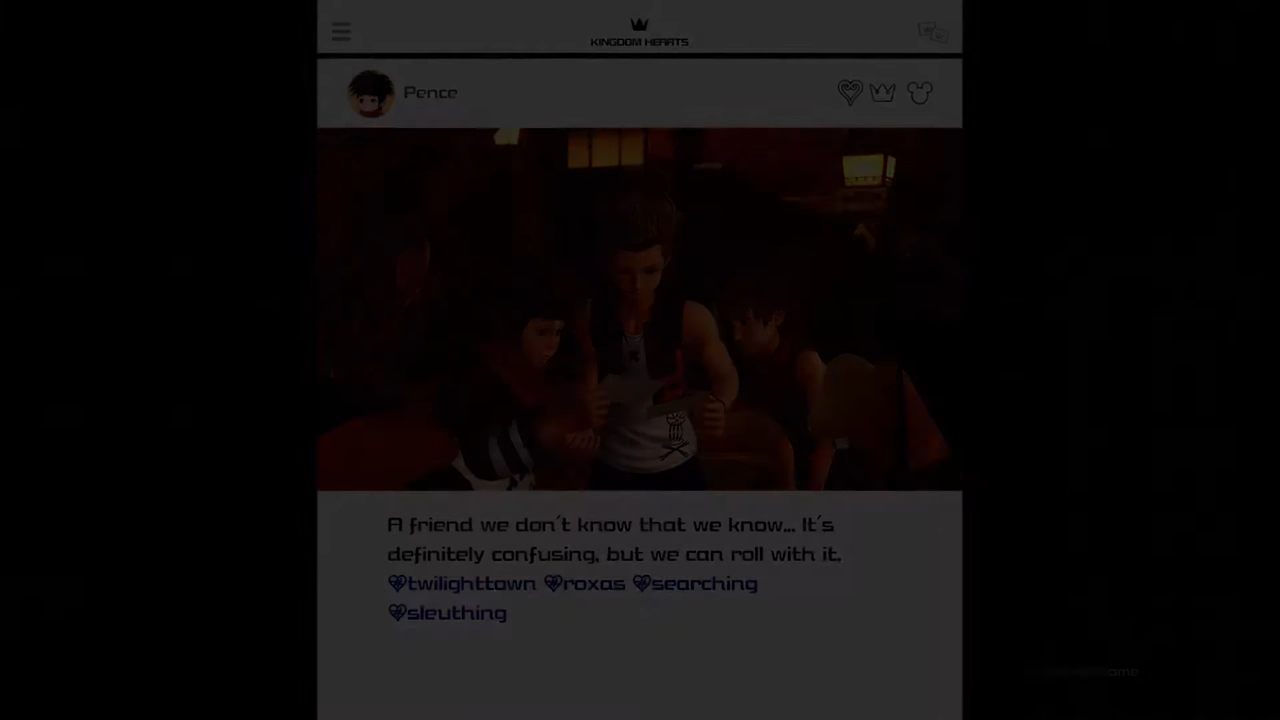 KINGDOM HEARTS
Pence
A friend we don't know that we know... It's
definitely confusing, but we can roll with it.
twilighttown roxas searching
sleuthing